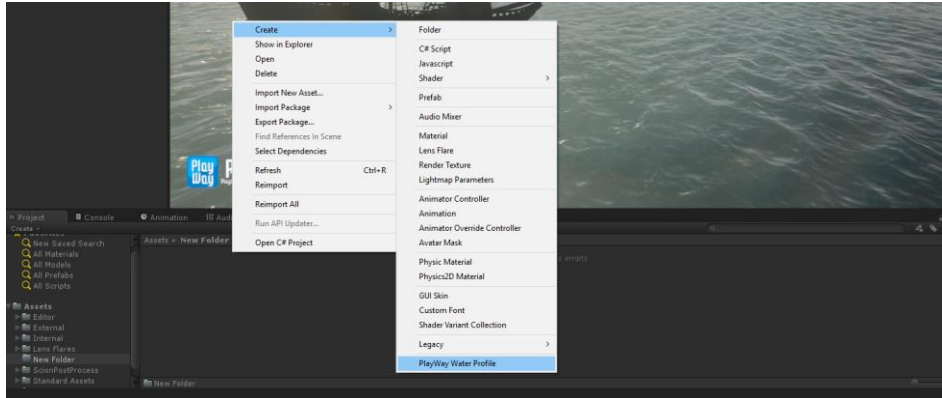 Create
Show in Explorer
Open
Delete
Import New Asset...
Import Package
Export Package...
Find References In Scene
Select Dependencies
Refresh Ctrl+R
Reimport
Reimport All
Run API Updater...
Open C# Project
Folder
C# Script
Javascript
Shader
Prefab
Audio Mixer
Material
Lens Flare
Render Texture
Lightmap Parameters
Animator Controller
Animation
Animator Override Controller
Avatar Mask
Physic Material
Physics2D Material
GUI Skin
Custom Font
Shader Variant Collection
Legacy
PlayWay Water Profile
Play
Way
Project Console Animation
Create
New Saved Search
All Materials
All Models
All Prefabs
All Scripts
Assets
Editor
External
Internal
Lens Flares
New Folder
ScionPostProcess
Standard Assets
Assets New Folder
empty
New Folder